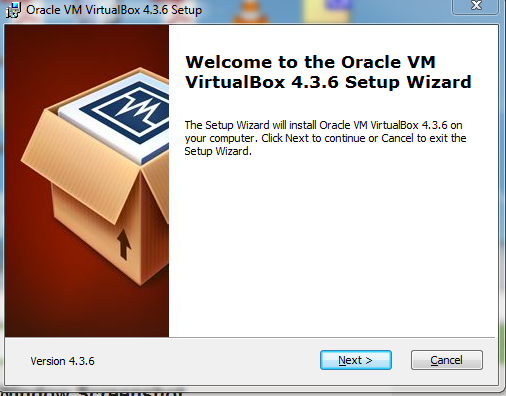 Oracle VM VirtualBox 4.3.6 Setup
Welcome to the Oracle VM
VirtualBox 4.3.6 Setup Wizard
The Setup Wizard will install Oracle VM VirtualBox 4.3.6 on
your computer. Click Next to continue or Cancel to exit the
Setup Wizard.
Version 4.3.6
Next >
Cancel
Window Screenshot